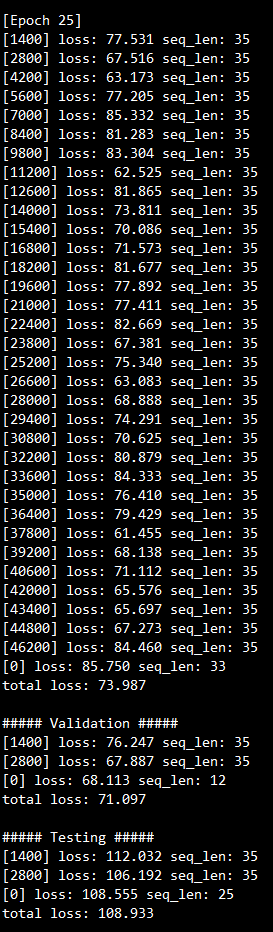 [Epoch 25]
[1400] loss: 77.531 seq_len: 35
[2800] loss: 67.516 seq_len: 35
[4200] loss: 63.173 seq_len: 35
[5600] loss: 77.205 seq_len: 35
[7000] loss: 85.332 seq_len: 35
[8400] loss: 81.283 seq_len: 35
[9800] loss: 83.304 seq_len: 35
[11200] loss: 62.525 seq_len: 35
[12600] loss: 81.865 seq_len: 35
[14000] loss: 73.811 seq_len: 35
[15400] loss: 70.086 seq_len: 35
[16800] loss: 71.573 seq_len: 35
[18200] loss: 81.677 seq_len: 35
[19600] loss: 77.892 seq_len: 35
[21000] loss: 77.411 seq_len: 35
[22400] loss: 82.669 seq_len: 35
[23800] loss: 67.381 seq_len: 35
[25200] loss: 75.340 seq_len: 35
[26600] loss: 63.083 seq_len: 35
[28000] loss: 68.888 seq_len: 35
[29400] loss: 74.291 seq_len: 35
[30800] loss: 70.625 seq_len: 35
[32200] loss: 80.879 seq_len: 35
[33600] loss: 84.333 seq_len: 35
[35000] loss: 76.410 seq_len: 35
[36400] loss: 79.429 seq_len: 35
[37800] loss: 61.455 seq_len: 35
[39200] loss: 68.138 seq_len: 35
[40600] loss: 71.112 seq_len: 35
[42000] loss: 65.576 seq_len: 35
[43400] loss: 65.697 seq_len: 35
[44800] loss: 67.273 seq_len: 35
[46200] loss: 84.460 seq_len: 35
[0] loss: 85.750 seq_len: 33
total loss: 73.987
##### Validation #####
[1400] loss: 76.247 seq_len: 35
[2800] loss: 67.887 seq_len: 35
[0] loss: 68.113 seq_len: 12
total loss: 71.097
##### Testing #####
[1400] loss: 112.032 seq_len: 35
[2800] loss: 106.192 seq_len: 35
[0] loss: 108.555 seq_len: 25
total loss: 108.933